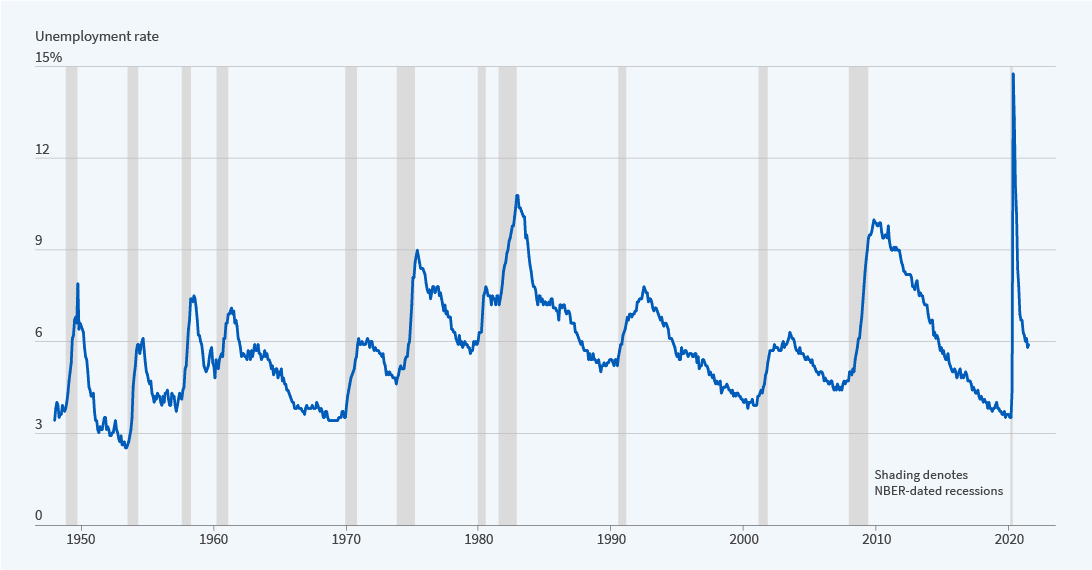 Unemployment rate
15%
12
9
6
3
0
Shading denotes
NBER-dated recessions
1950 1960 1970 1980 1990 2000 2010 2020